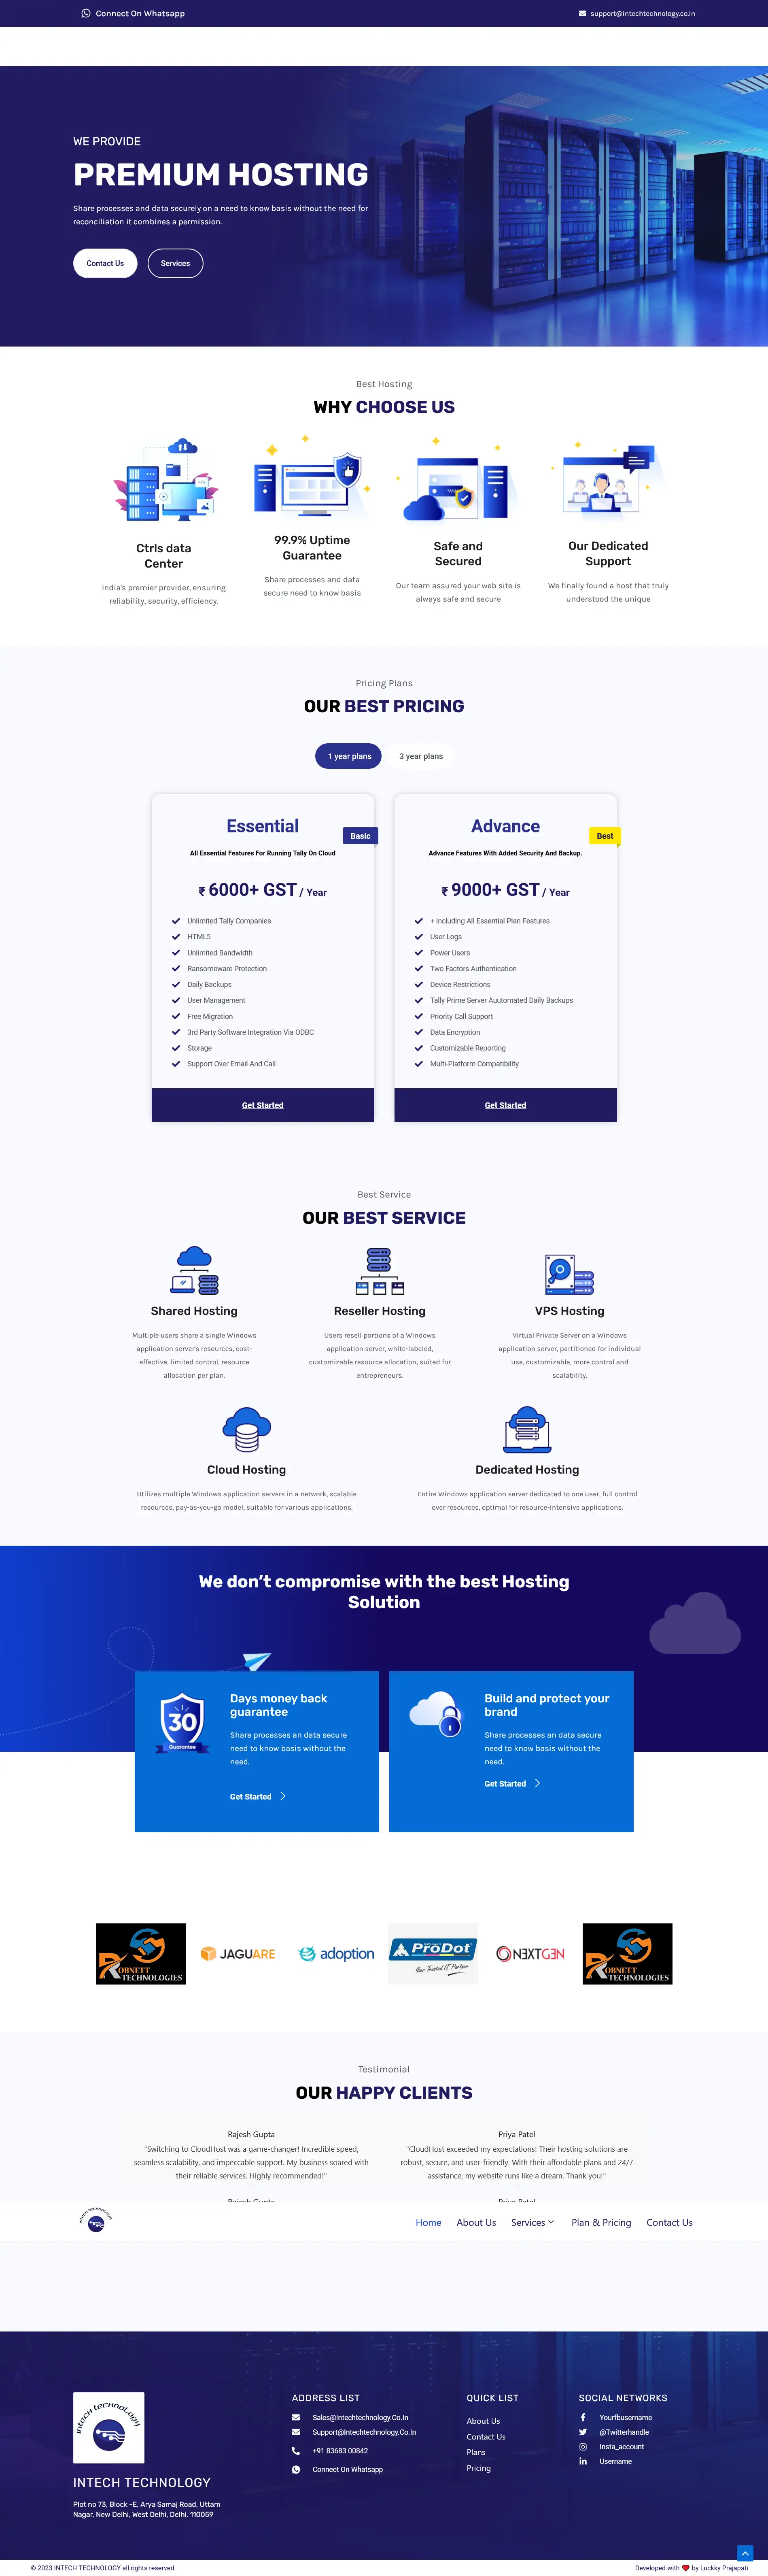 Connect On Whatsapp
support@intechtechnology.co.in
WE PROVIDE
PREMIUM HOSTING
Share processes and data securely on a need to know basis without the need for
reconciliation it combines a permission.
Contact Us
Services
Best Hosting
WHY CHOOSE US
Ctrls data
Center
India's premier provider, ensuring
reliability, security, efficiency.
99.9% Uptime
Guarantee
Share processes and data
secure need to know basis
Safe and
Secured
Our team assured your web site is
always safe and secure
Our Dedicated
Support
We finally found a host that truly
understood the unique
Pricing Plans
OUR BEST PRICING
1 year plans
3 year plans
Essential
Basic
All Essential Features For Running Tally On Cloud
₹ 6000+ GST / Year
Unlimited Tally Companies
HTML5
Unlimited Bandwidth
Ransomeware Protection
Daily Backups
User Management
Free Migration
3rd Party Software Integration Via ODBC
Storage
Support Over Email And Call
Get Started
Advance
Best
Advance Features With Added Security And Backup.
₹ 9000+ GST / Year
+ Including All Essential Plan Features
User Logs
Power Users
Two Factors Authentication
Device Restrictions
Tally Prime Server Auutomated Daily Backups
Priority Call Support
Data Encryption
Customizable Reporting
Multi-Platform Compatibility
Get Started
Best Service
OUR BEST SERVICE
Shared Hosting
Multiple users share a single Windows
application server's resources, cost-
effective, limited control, resource
allocation per plan.
Reseller Hosting
Users resell portions of a Windows
application server, white-labeled,
customizable resource allocation, suited for
entrepreneurs.
VPS Hosting
Virtual Private Server on a Windows
application server, partitioned for individual
use, customizable, more control and
scalability.
Cloud Hosting
Utilizes multiple Windows application servers in a network, scalable
resources, pay-as-you-go model, suitable for various applications.
Dedicated Hosting
Entire Windows application server dedicated to one user, full control
over resources, optimal for resource-intensive applications.
We don't compromise with the best Hosting
Solution
30
Guarantee
Days money back
guarantee
Share processes an data secure
need to know basis without the
need.
Get Started
Build and protect your
brand
Share processes an data secure
need to know basis without the
need.
Get Started
ROBNETT
TECHNOLOGIES
JAGUARE
adoption
PRODOT
Your Trusted IT Partner
NEXTGEN
ROBNETT
TECHNOLOGIES
Testimonial
OUR HAPPY CLIENTS
Rajesh Gupta
"Switching to CloudHost was a game-changer! Incredible speed,
seamless scalability, and impeccable support. My business soared with
their reliable services. Highly recommended!"
Priya Patel
"CloudHost exceeded my expectations! Their hosting solutions are
robust, secure, and user-friendly. With their affordable plans and 24/7
assistance, my website runs like a dream. Thank you!"
Rajesh Gupta
Priya Patel
intech technology
Home
About Us
Services
Plan & Pricing
Contact Us
intech technology
INTECH TECHNOLOGY
Plot no 73, Block -E, Arya Samaj Road, Uttam
Nagar, New Delhi, West Delhi, Delhi, 110059
ADDRESS LIST
Sales@Intechtechnology.Co.In
Support@Intechtechnology.Co.In
+91 83683 00842
Connect On Whatsapp
QUICK LIST
About Us
Contact Us
Plans
Pricing
SOCIAL NETWORKS
Yourfbusername
@Twitterhandle
Insta_account
Username
© 2023 INTECH TECHNOLOGY all rights reserved
Developed with ❤ by Luckky Prajapati